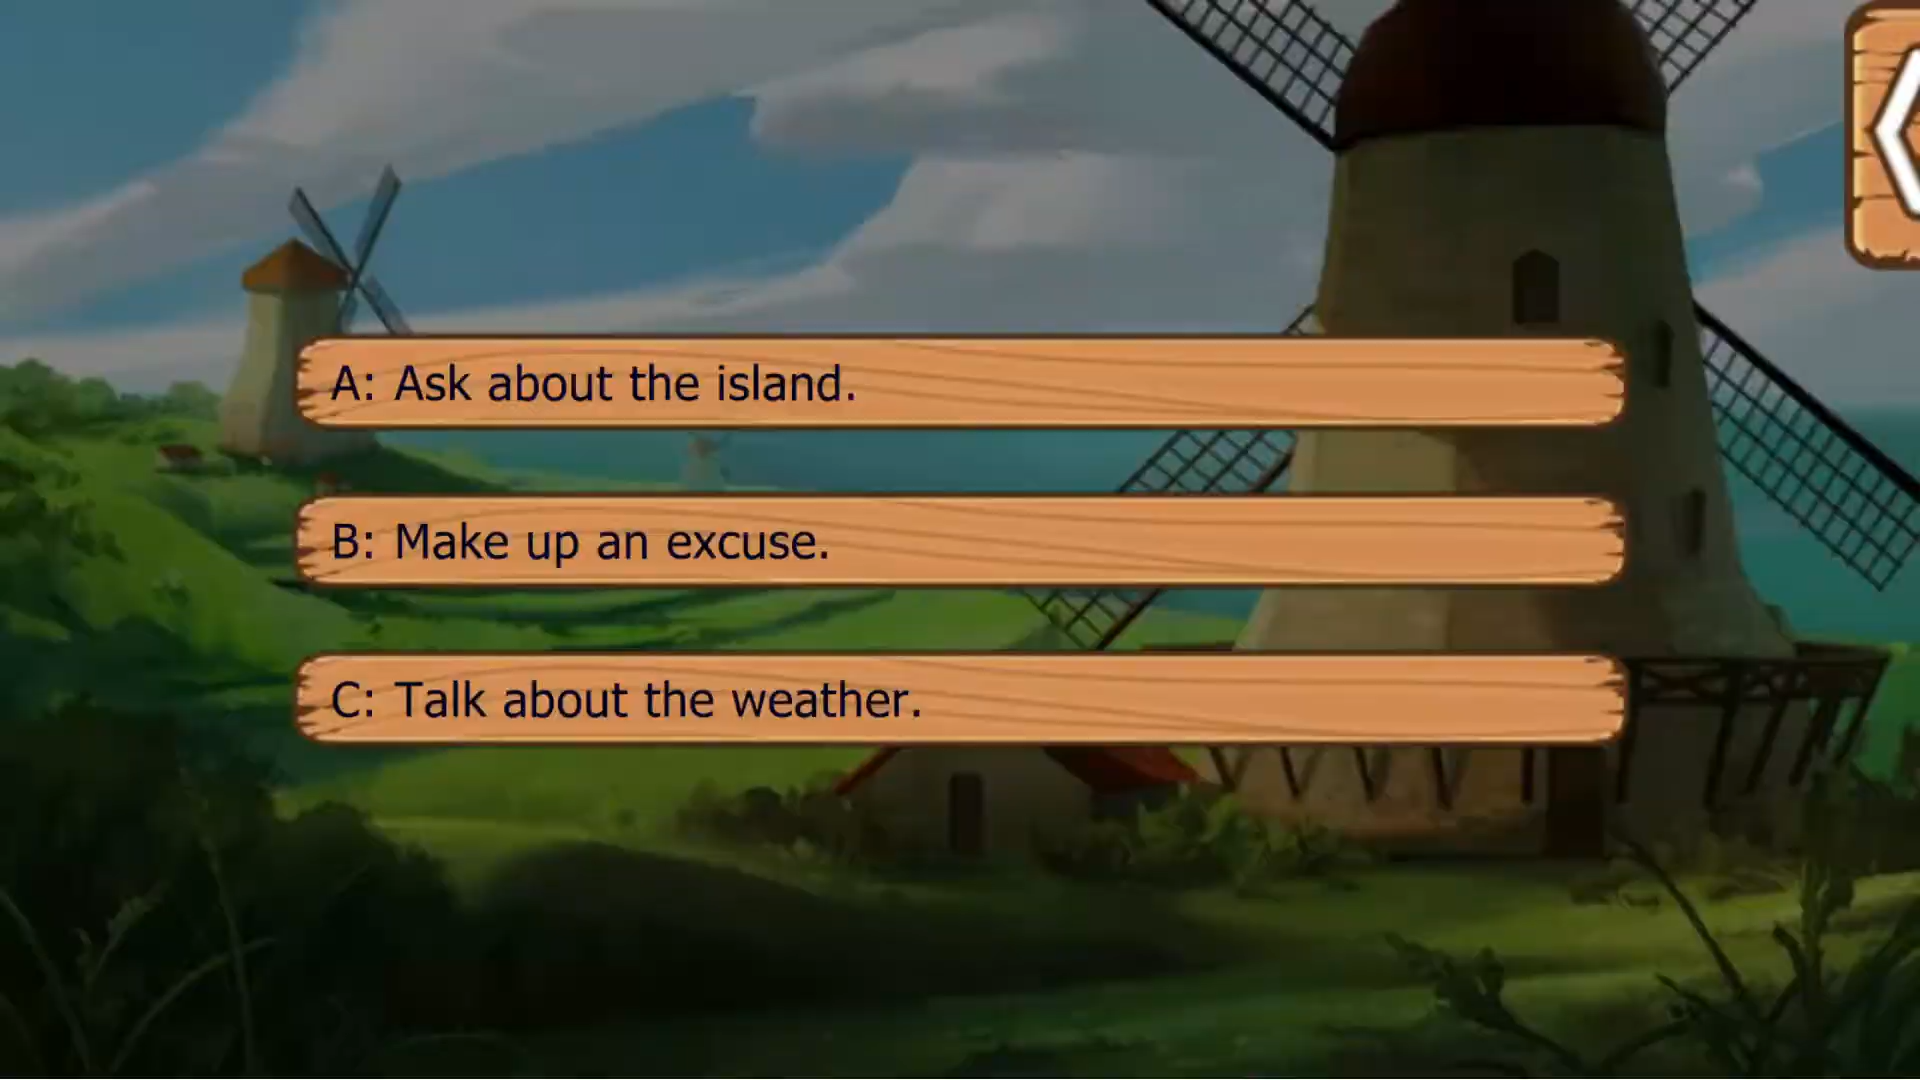 A: Ask about the island.
B: Make up an excuse.
C: Talk about the weather.